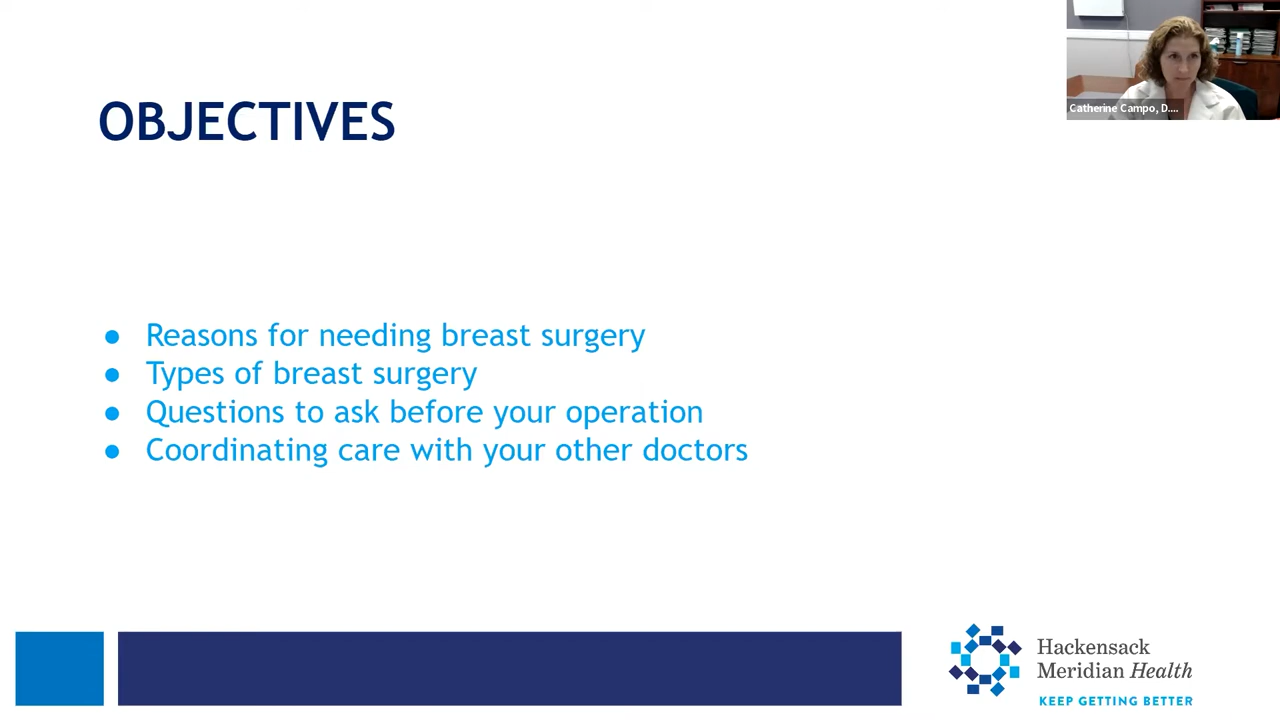 OBJECTIVES
Catherine Campo, D....
● Reasons for needing breast surgery
● Types of breast surgery
● Questions to ask before your operation
● Coordinating care with your other doctors
Hackensack
Meridian Health
KEEP GETTING BETTER